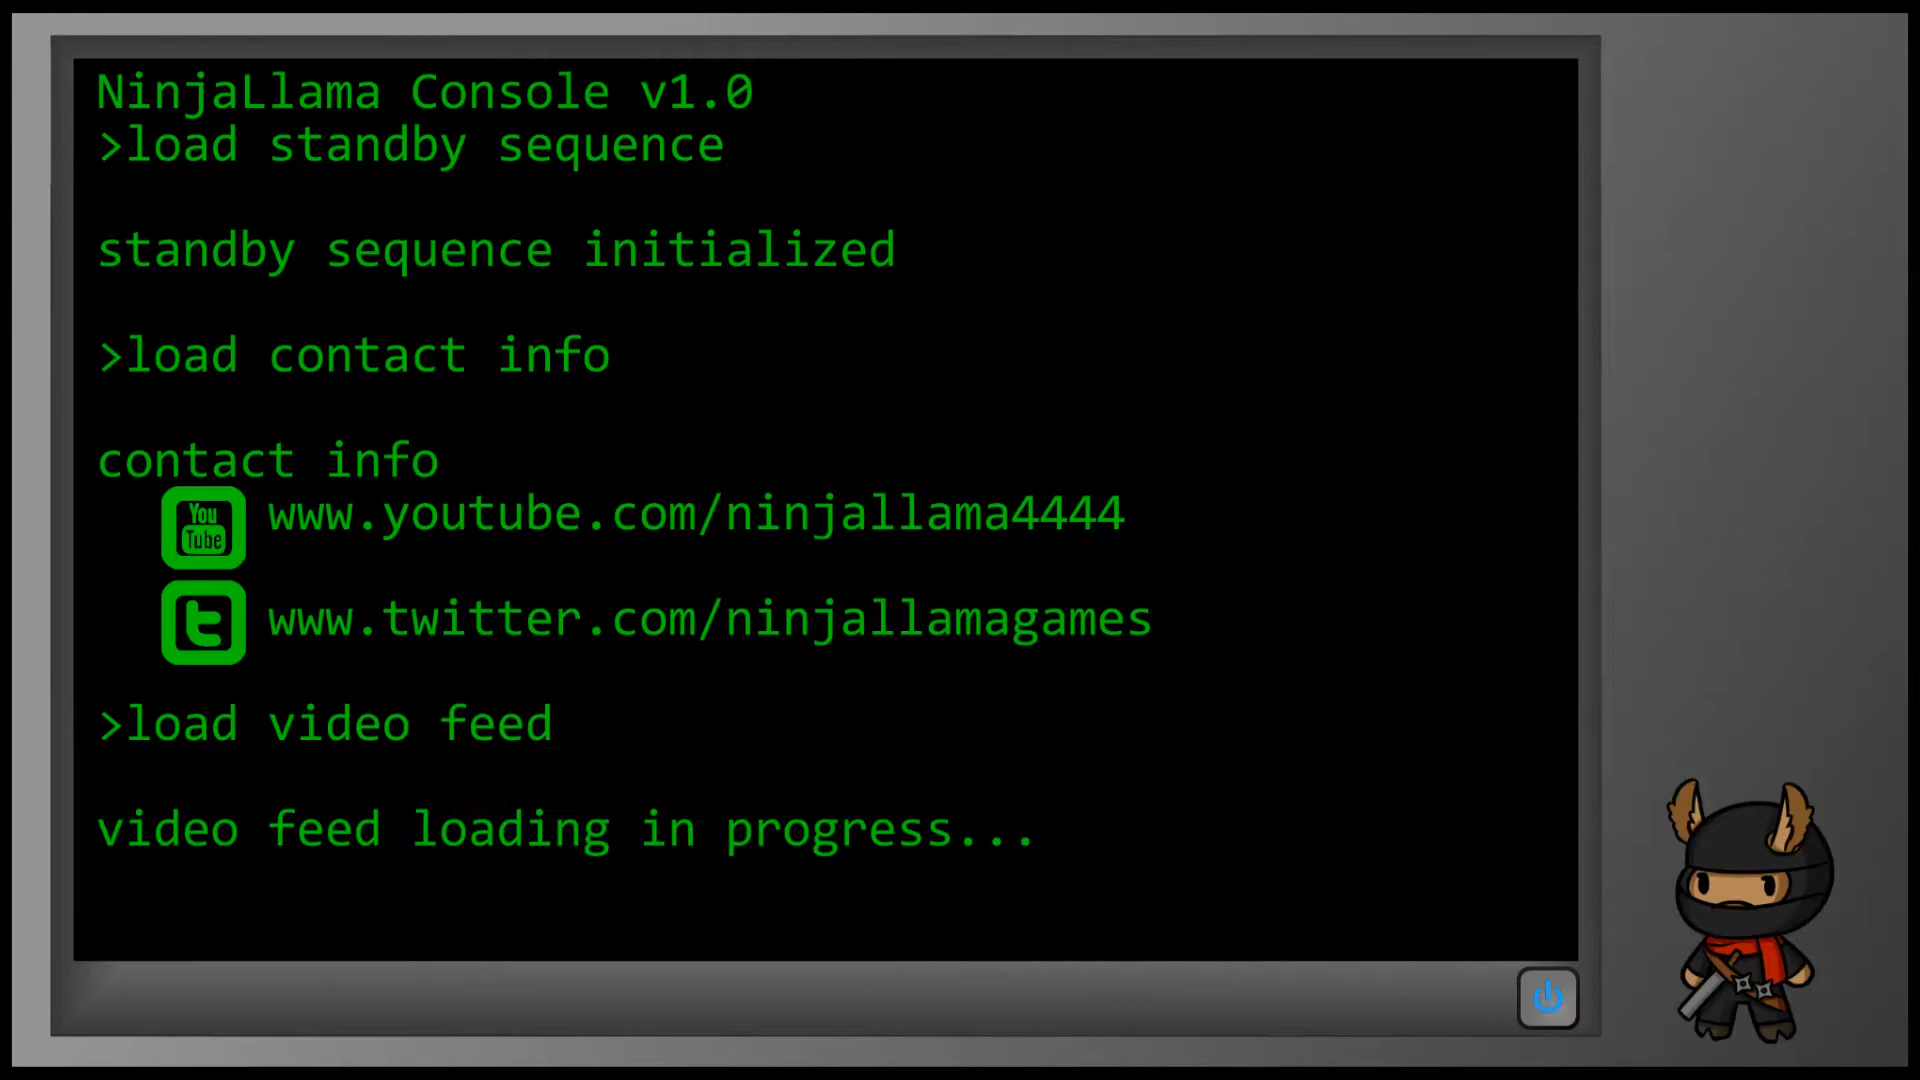 NinjaLlama Console v1.0
>load standby sequence
standby sequence initialized
>load contact info
contact info
You
Tube
www.youtube.com/ninjallama4444
t
www.twitter.com/ninjallamagames
>load video feed
video feed loading in progress...